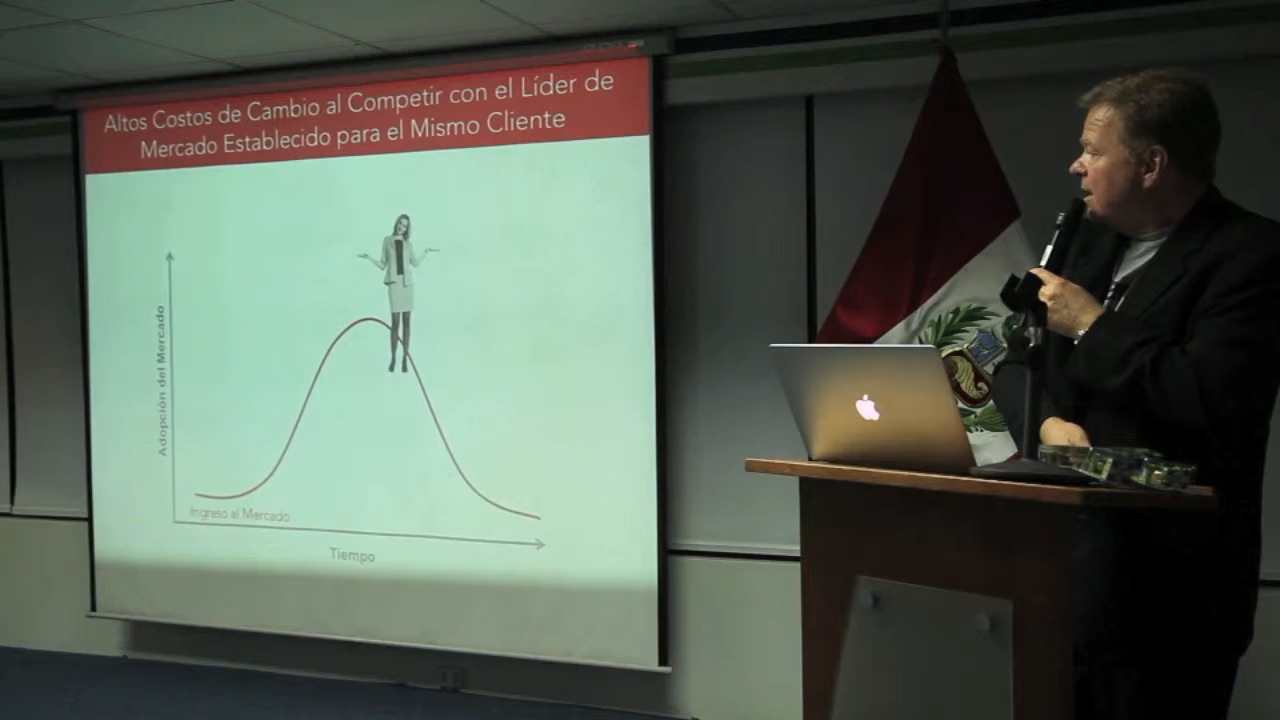 Altos Costos de Cambio al Competir con el Líder de
Mercado Establecido para el Mismo Cliente
Adopción del Mercado
Ingreso al Mercado
Tiempo